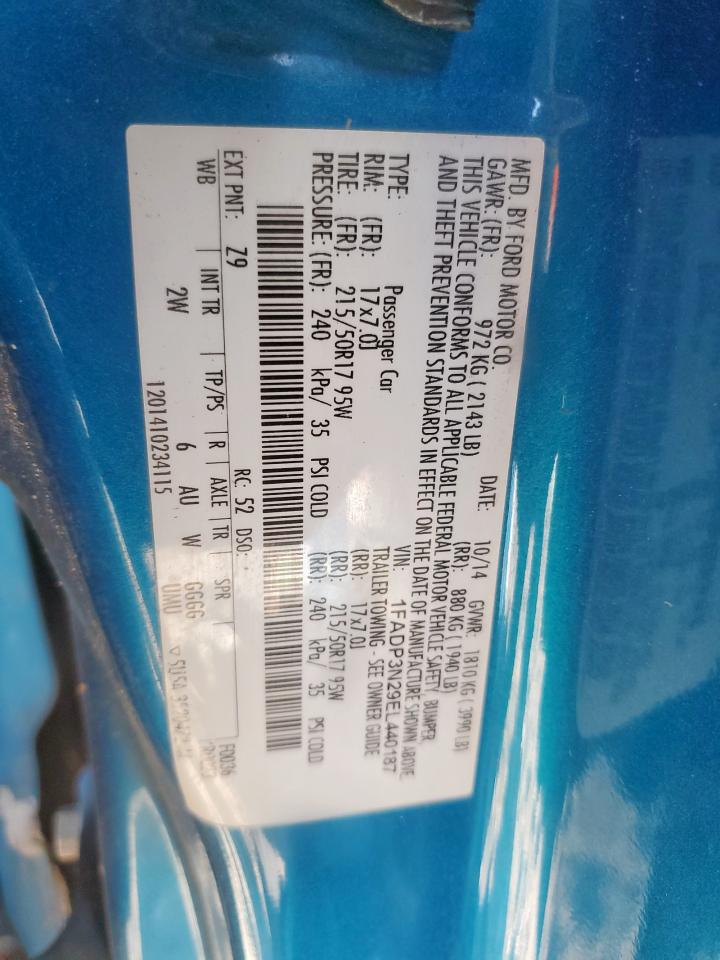 MFD. BY FORD MOTOR CO. DATE: 10/14 GVWR: 1810 KG ( 3990 LB)
GAWR: (FR): 972 KG ( 2143 LB) (RR): 880 KG ( 1940 LB)
THIS VEHICLE CONFORMS TO ALL APPLICABLE FEDERAL MOTOR VEHICLE SAFETY, BUMPER,
AND THEFT PREVENTION STANDARDS IN EFFECT ON THE DATE OF MANUFACTURE SHOWN ABOVE.
VIN: 1FADP3N29EL440187
TYPE: Passenger Car TRAILER TOWING - SEE OWNER GUIDE
RIM: (FR): 17x7.0J (RR): 17x7.0J
TIRE: (FR): 215/50R17 95W (RR): 215/50R17 95W
PRESSURE: (FR): 240 kPa/ 35 PSI COLD (RR): 240 kPa/ 35 PSI COLD
EXT PNT: Z9 RC: 52 DSO: F0036
WB INT TR TP/PS R AXLE TR SPR
2W 6 AU W GGGG
UMU
1201410234115